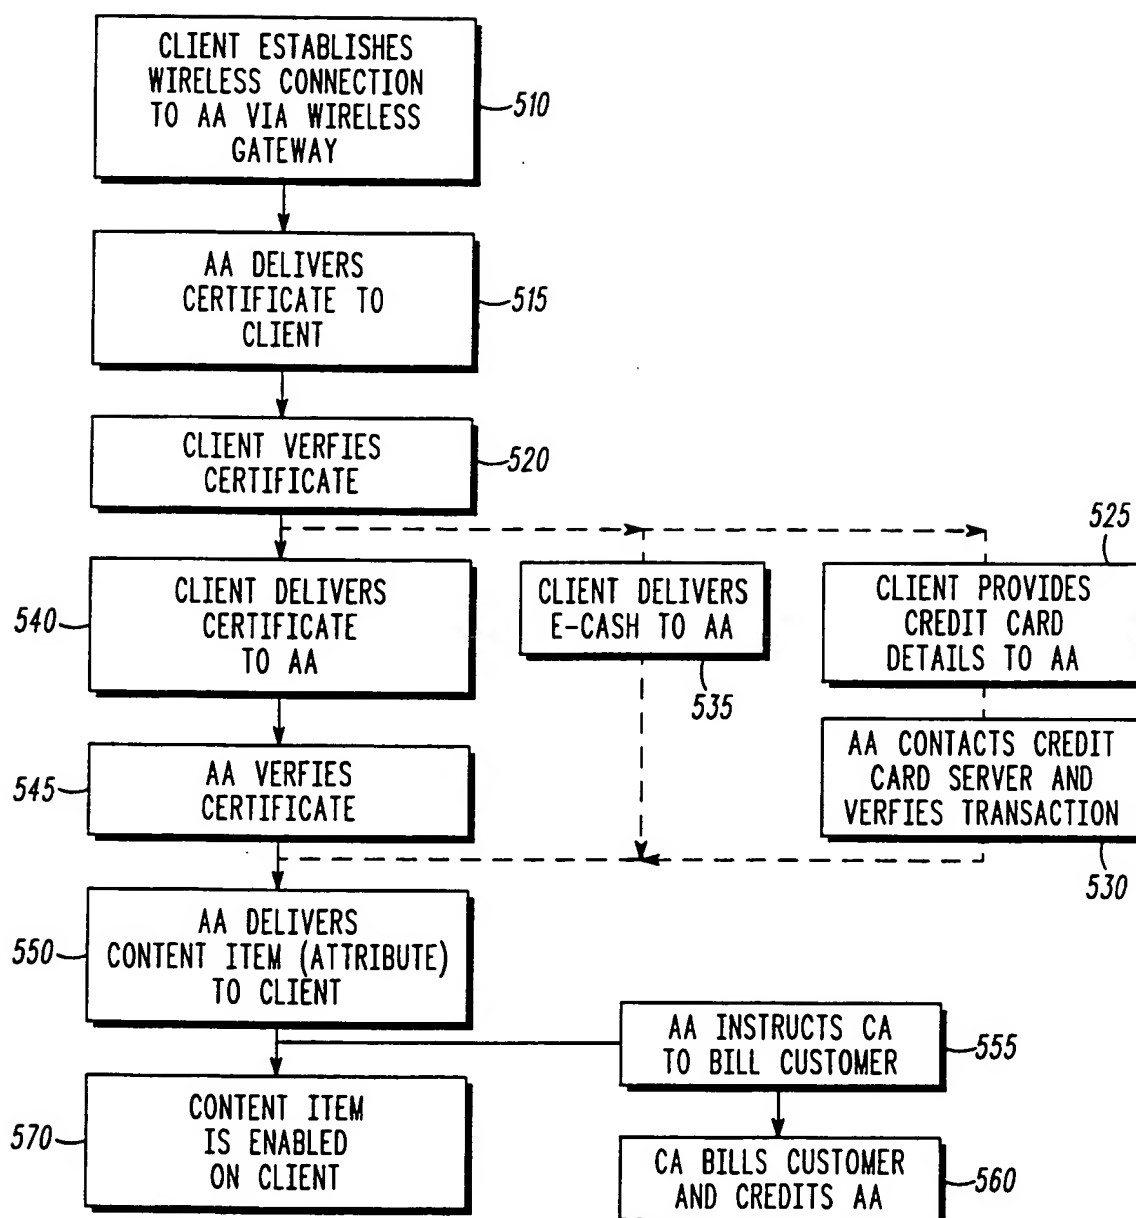 CLIENT ESTABLISHES
WIRELESS CONNECTION
TO AA VIA WIRELESS
GATEWAY
510
AA DELIVERS
CERTIFICATE TO
CLIENT
515
CLIENT VERFIES
CERTIFICATE
520
525
540
CLIENT DELIVERS
CERTIFICATE
TO AA
CLIENT DELIVERS
E-CASH TO AA
535
CLIENT PROVIDES
CREDIT CARD
DETAILS TO AA
545
AA VERFIES
CERTIFICATE
AA CONTACTS CREDIT
CARD SERVER AND
VERFIES TRANSACTION
530
550
AA DELIVERS
CONTENT ITEM (ATTRIBUTE)
TO CLIENT
AA INSTRUCTS CA
TO BILL CUSTOMER
555
570
CONTENT ITEM
IS ENABLED
ON CLIENT
CA BILLS CUSTOMER
AND CREDITS AA
560